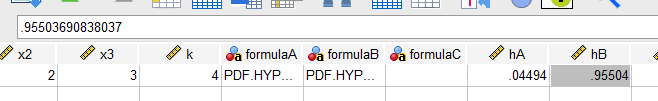 .95503690838037
x2 x3 k formulaA formulaB formulaC hA hB
2 3 4 PDF.HYP... PDF.HYP... .04494 .95504